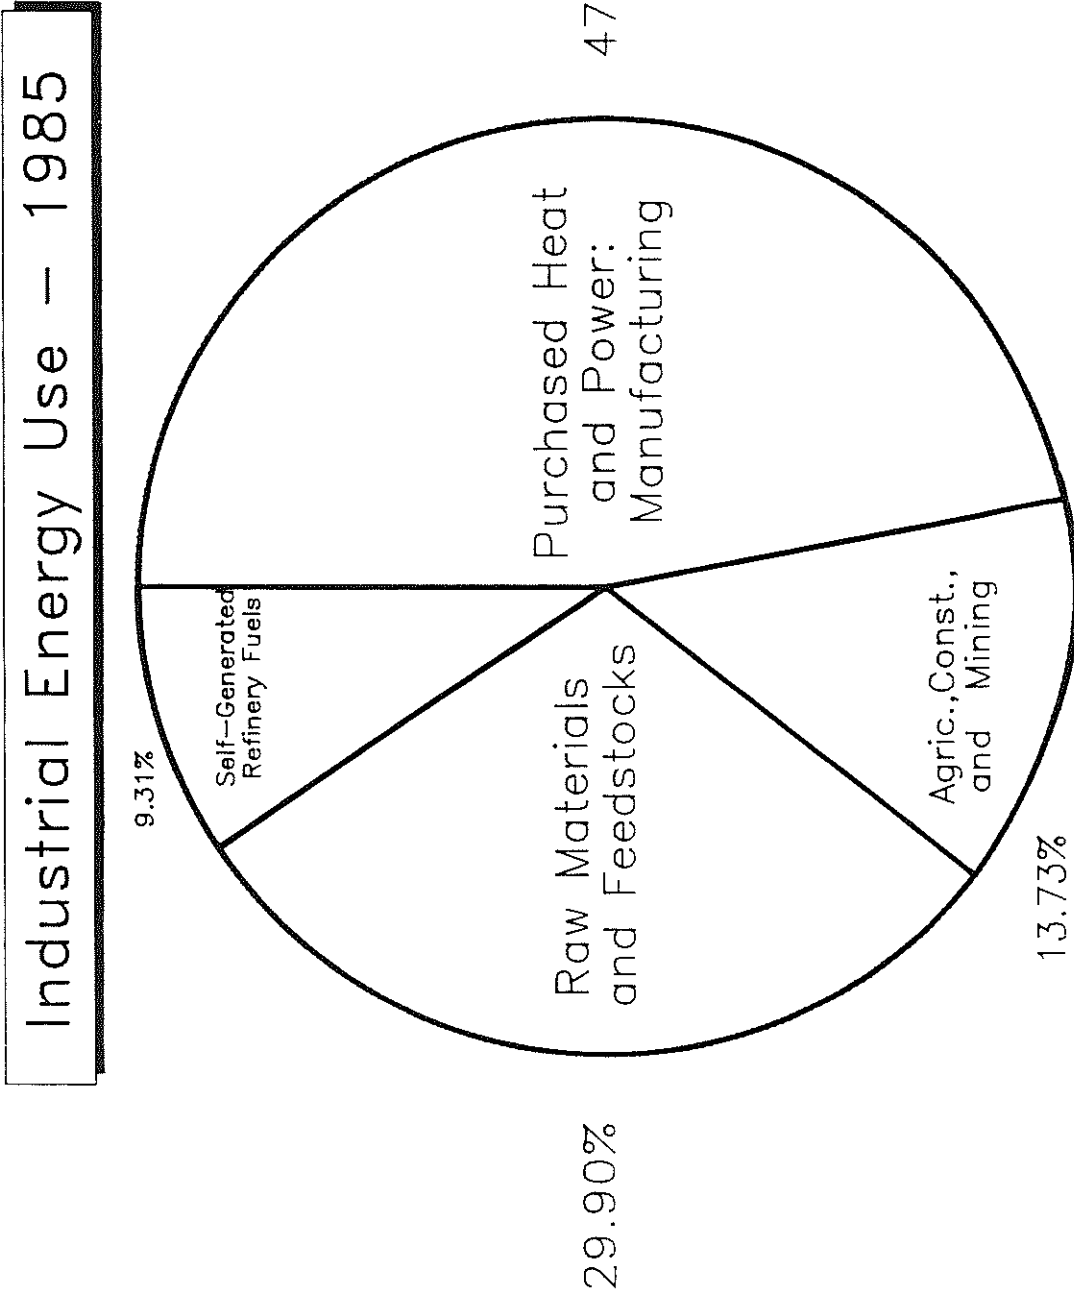 Industrial Energy Use – 1985
9.31%
Self–Generated
Refinery Fuels
Purchased Heat
and Power:
Manufacturing
47
Raw Materials
and Feedstocks
29.90%
Agric.,Const.,
and Mining
13.73%